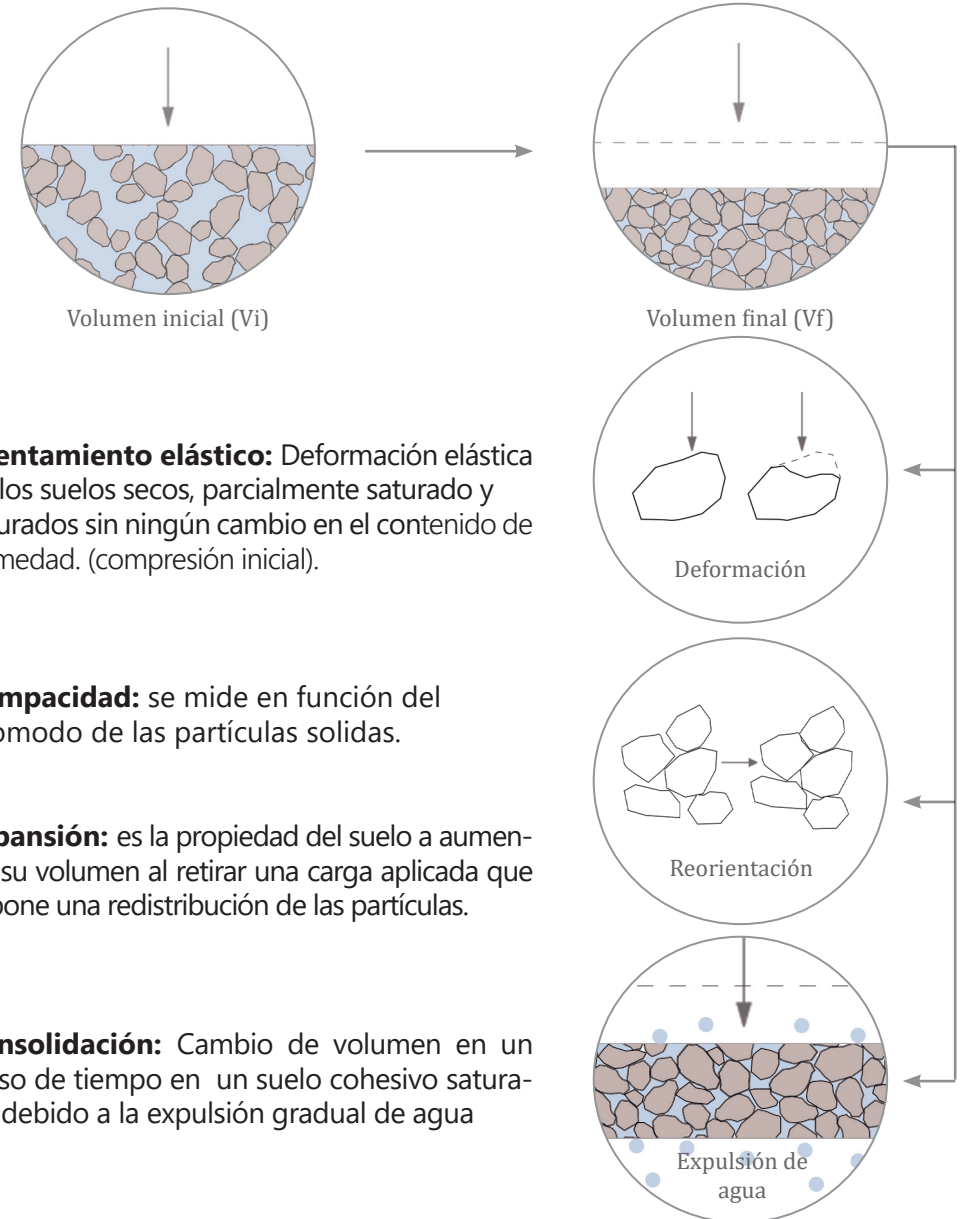 Volumen inicial (Vi)
Volumen final (Vf)
entamiento elástico: Deformación elástica
los suelos secos, parcialmente saturado y
urados sin ningún cambio en el contenido de
medad. (compresión inicial).
Deformación
mpacidad: se mide en función del
omodo de las partículas solidas.
Reorientación
pansión: es la propiedad del suelo a aumen-
su volumen al retirar una carga aplicada que
pone una redistribución de las partículas.
nsolidación: Cambio de volumen en un
so de tiempo en un suelo cohesivo satura-
debido a la expulsión gradual de agua
Expulsión de
agua